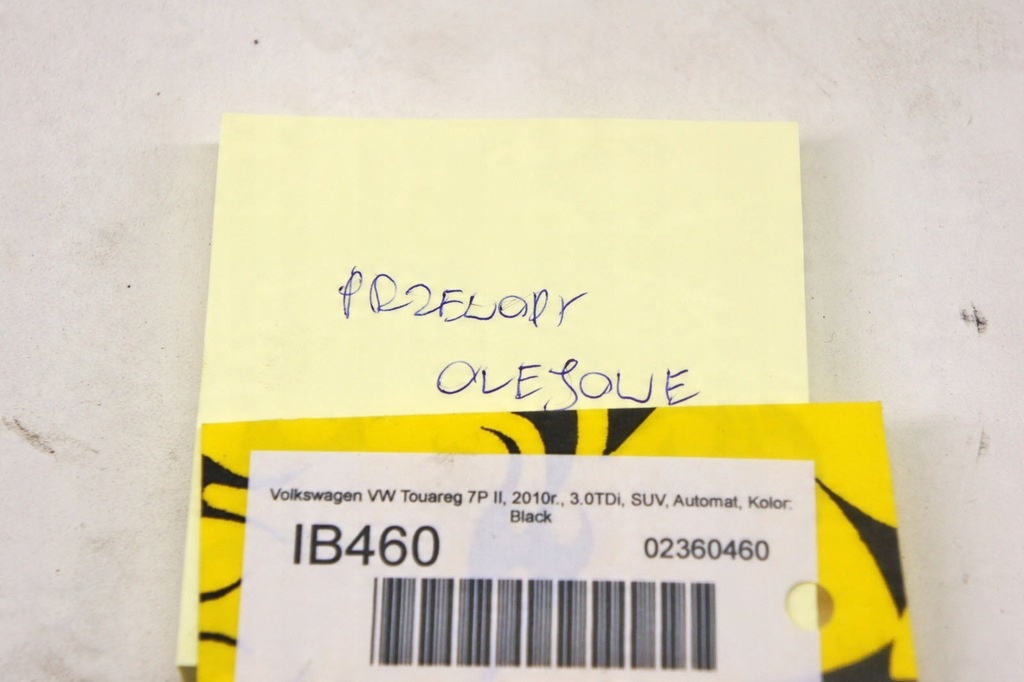 PRZEWODY
OLEJOWE
Volkswagen VW Touareg 7P II, 2010r., 3.0TDi, SUV, Automat, Kolor:
Black
IB460 02360460